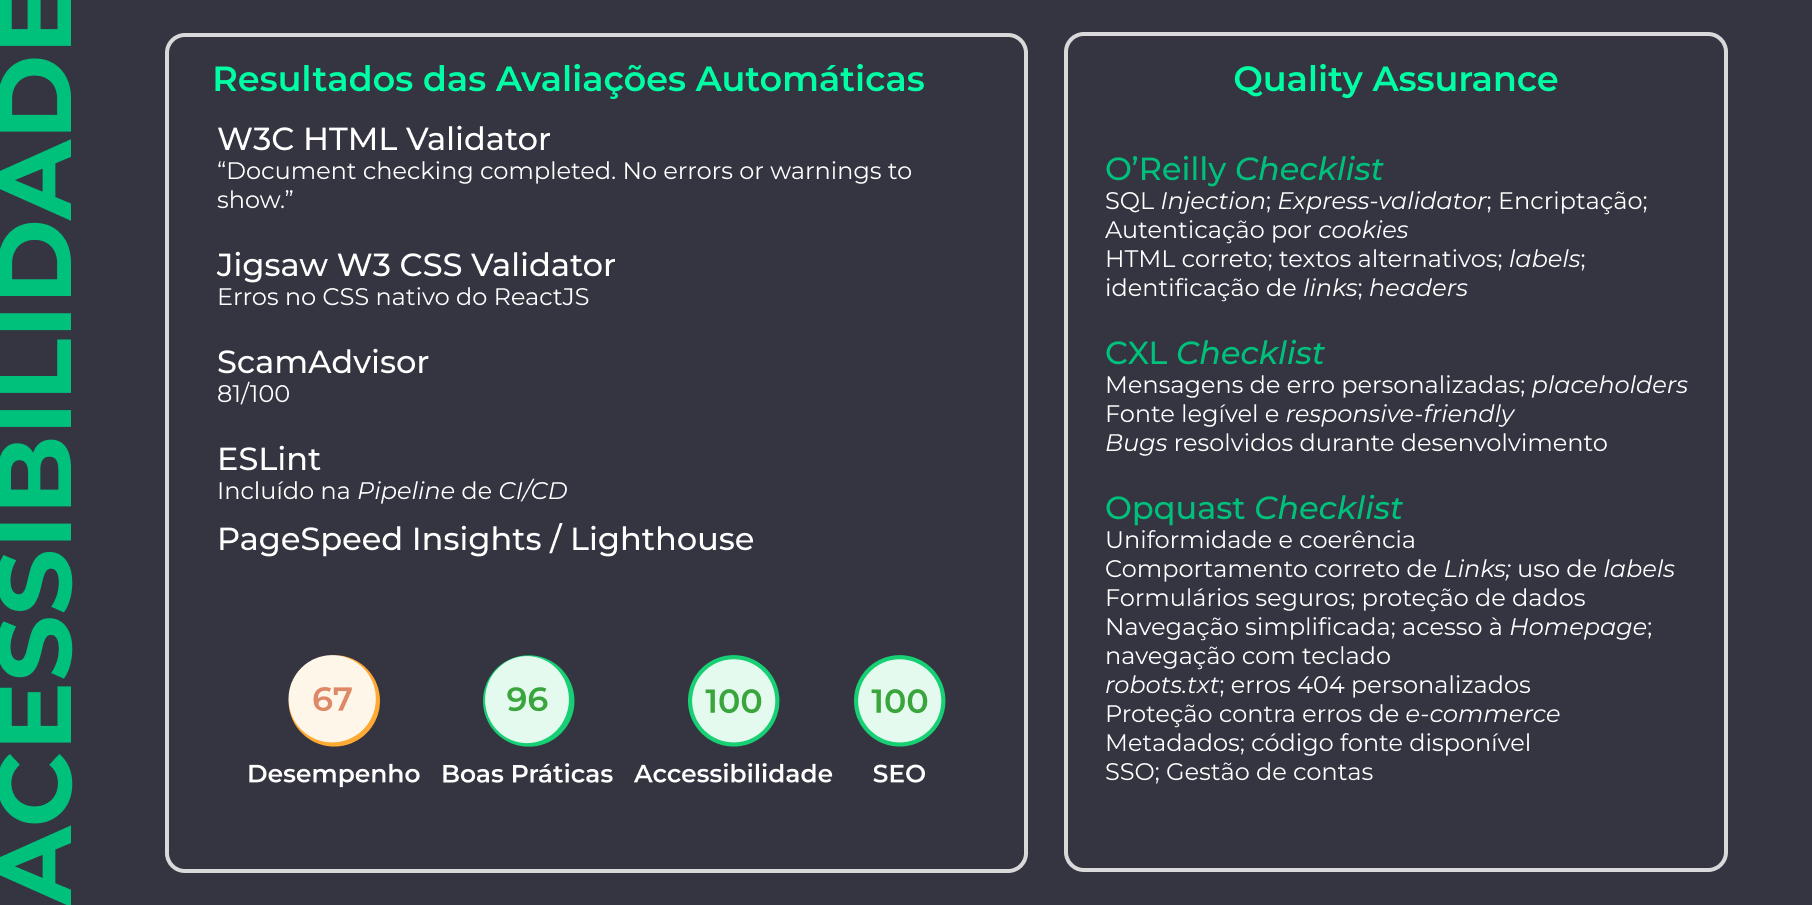 ACESSIBILIDADE
Resultados das Avaliações Automáticas
W3C HTML Validator
“Document checking completed. No errors or warnings to
show.”
Jigsaw W3 CSS Validator
Erros no CSS nativo do ReactJS
ScamAdvisor
81/100
ESLint
Incluído na Pipeline de CI/CD
PageSpeed Insights / Lighthouse
67
96
100
100
Desempenho
Boas Práticas
Accessibilidade
SEO
Quality Assurance
O’Reilly Checklist
SQL Injection; Express-validator; Encriptação;
Autenticação por cookies
HTML correto; textos alternativos; labels;
identificação de links; headers
CXL Checklist
Mensagens de erro personalizadas; placeholders
Fonte legível e responsive-friendly
Bugs resolvidos durante desenvolvimento
Opquast Checklist
Uniformidade e coerência
Comportamento correto de Links; uso de labels
Formulários seguros; proteção de dados
Navegação simplificada; acesso à Homepage;
navegação com teclado
robots.txt; erros 404 personalizados
Proteção contra erros de e-commerce
Metadados; código fonte disponível
SSO; Gestão de contas